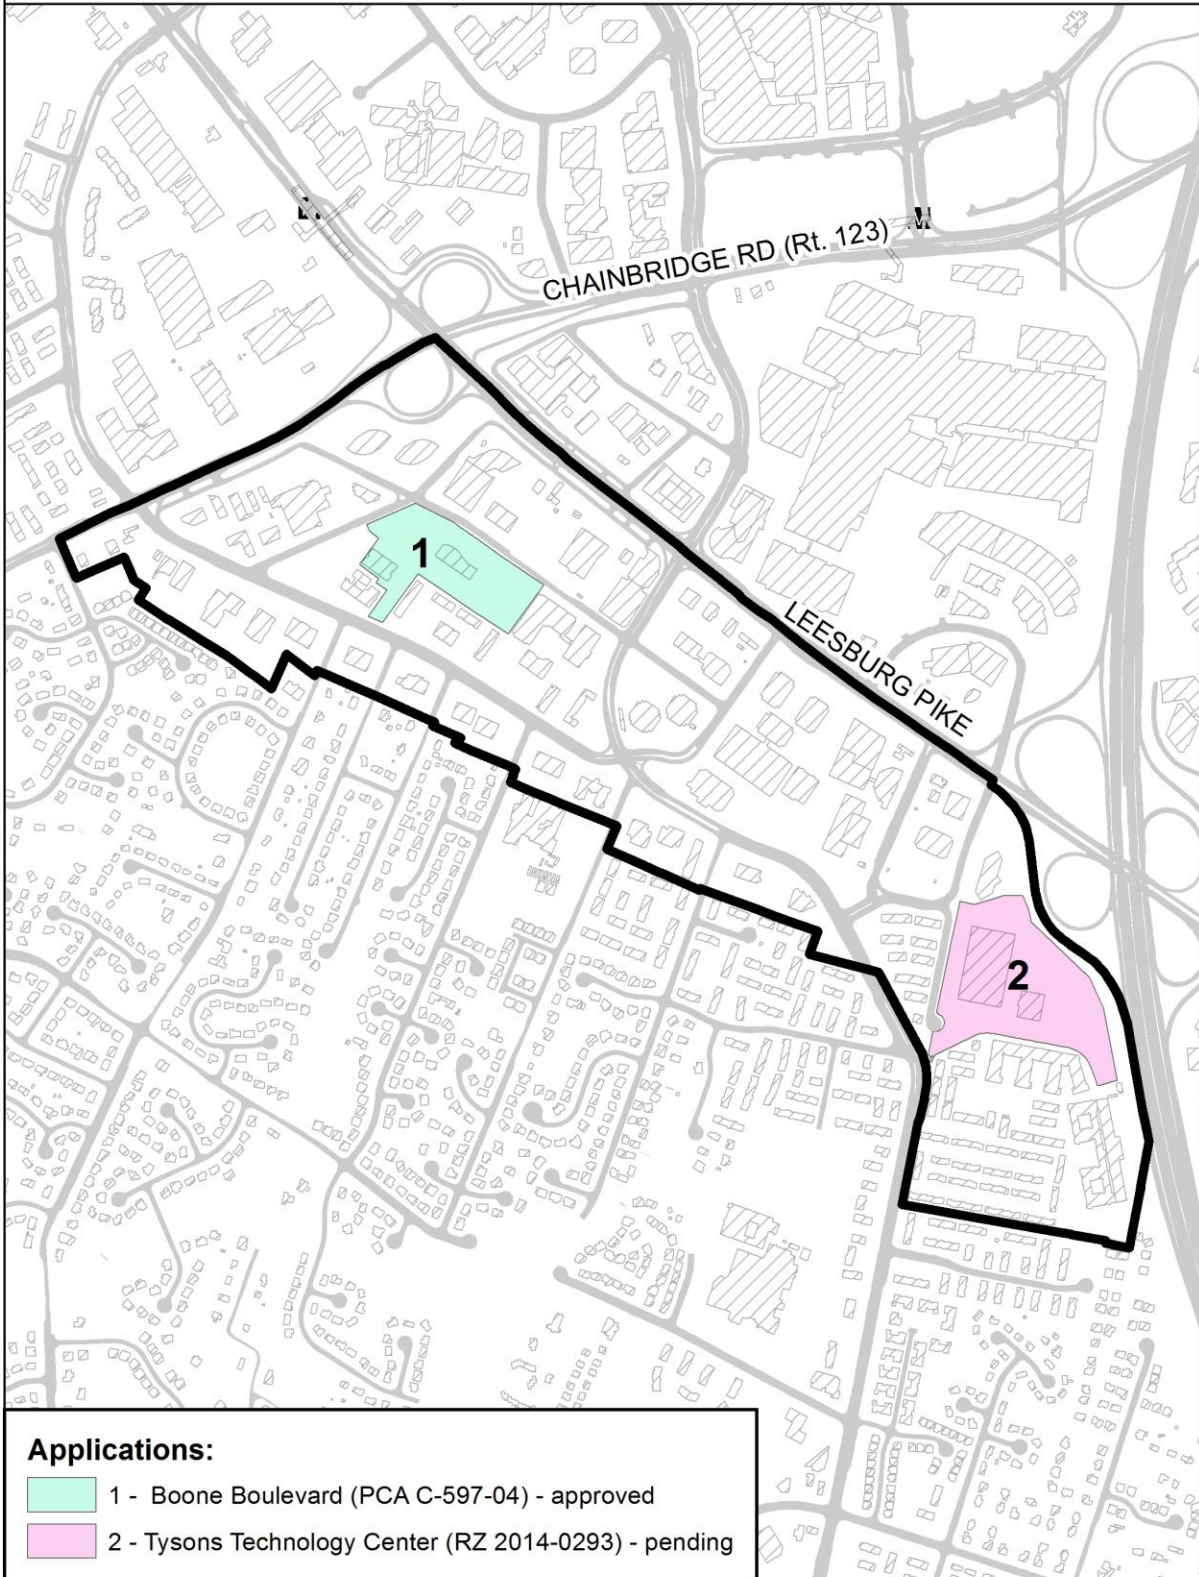 CHAINBRIDGE RD (Rt. 123)
1
LEESBURG PIKE
2
Applications:
1 - Boone Boulevard (PCA C-597-04) - approved
2 - Tysons Technology Center (RZ 2014-0293) - pending